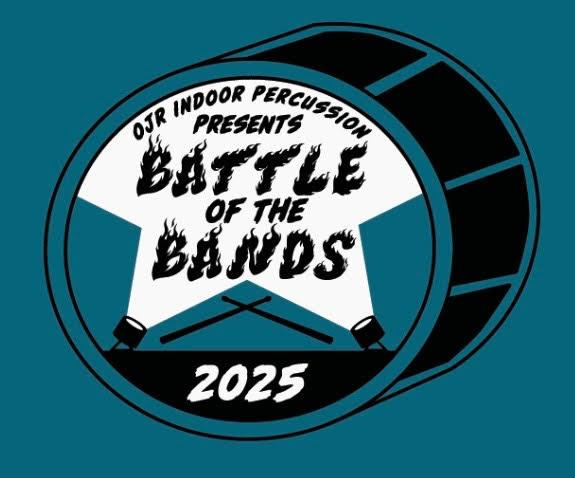 OJR INDOOR PERCUSSION
PRESENTS
BATTLE
OF THE
BANDS
2025